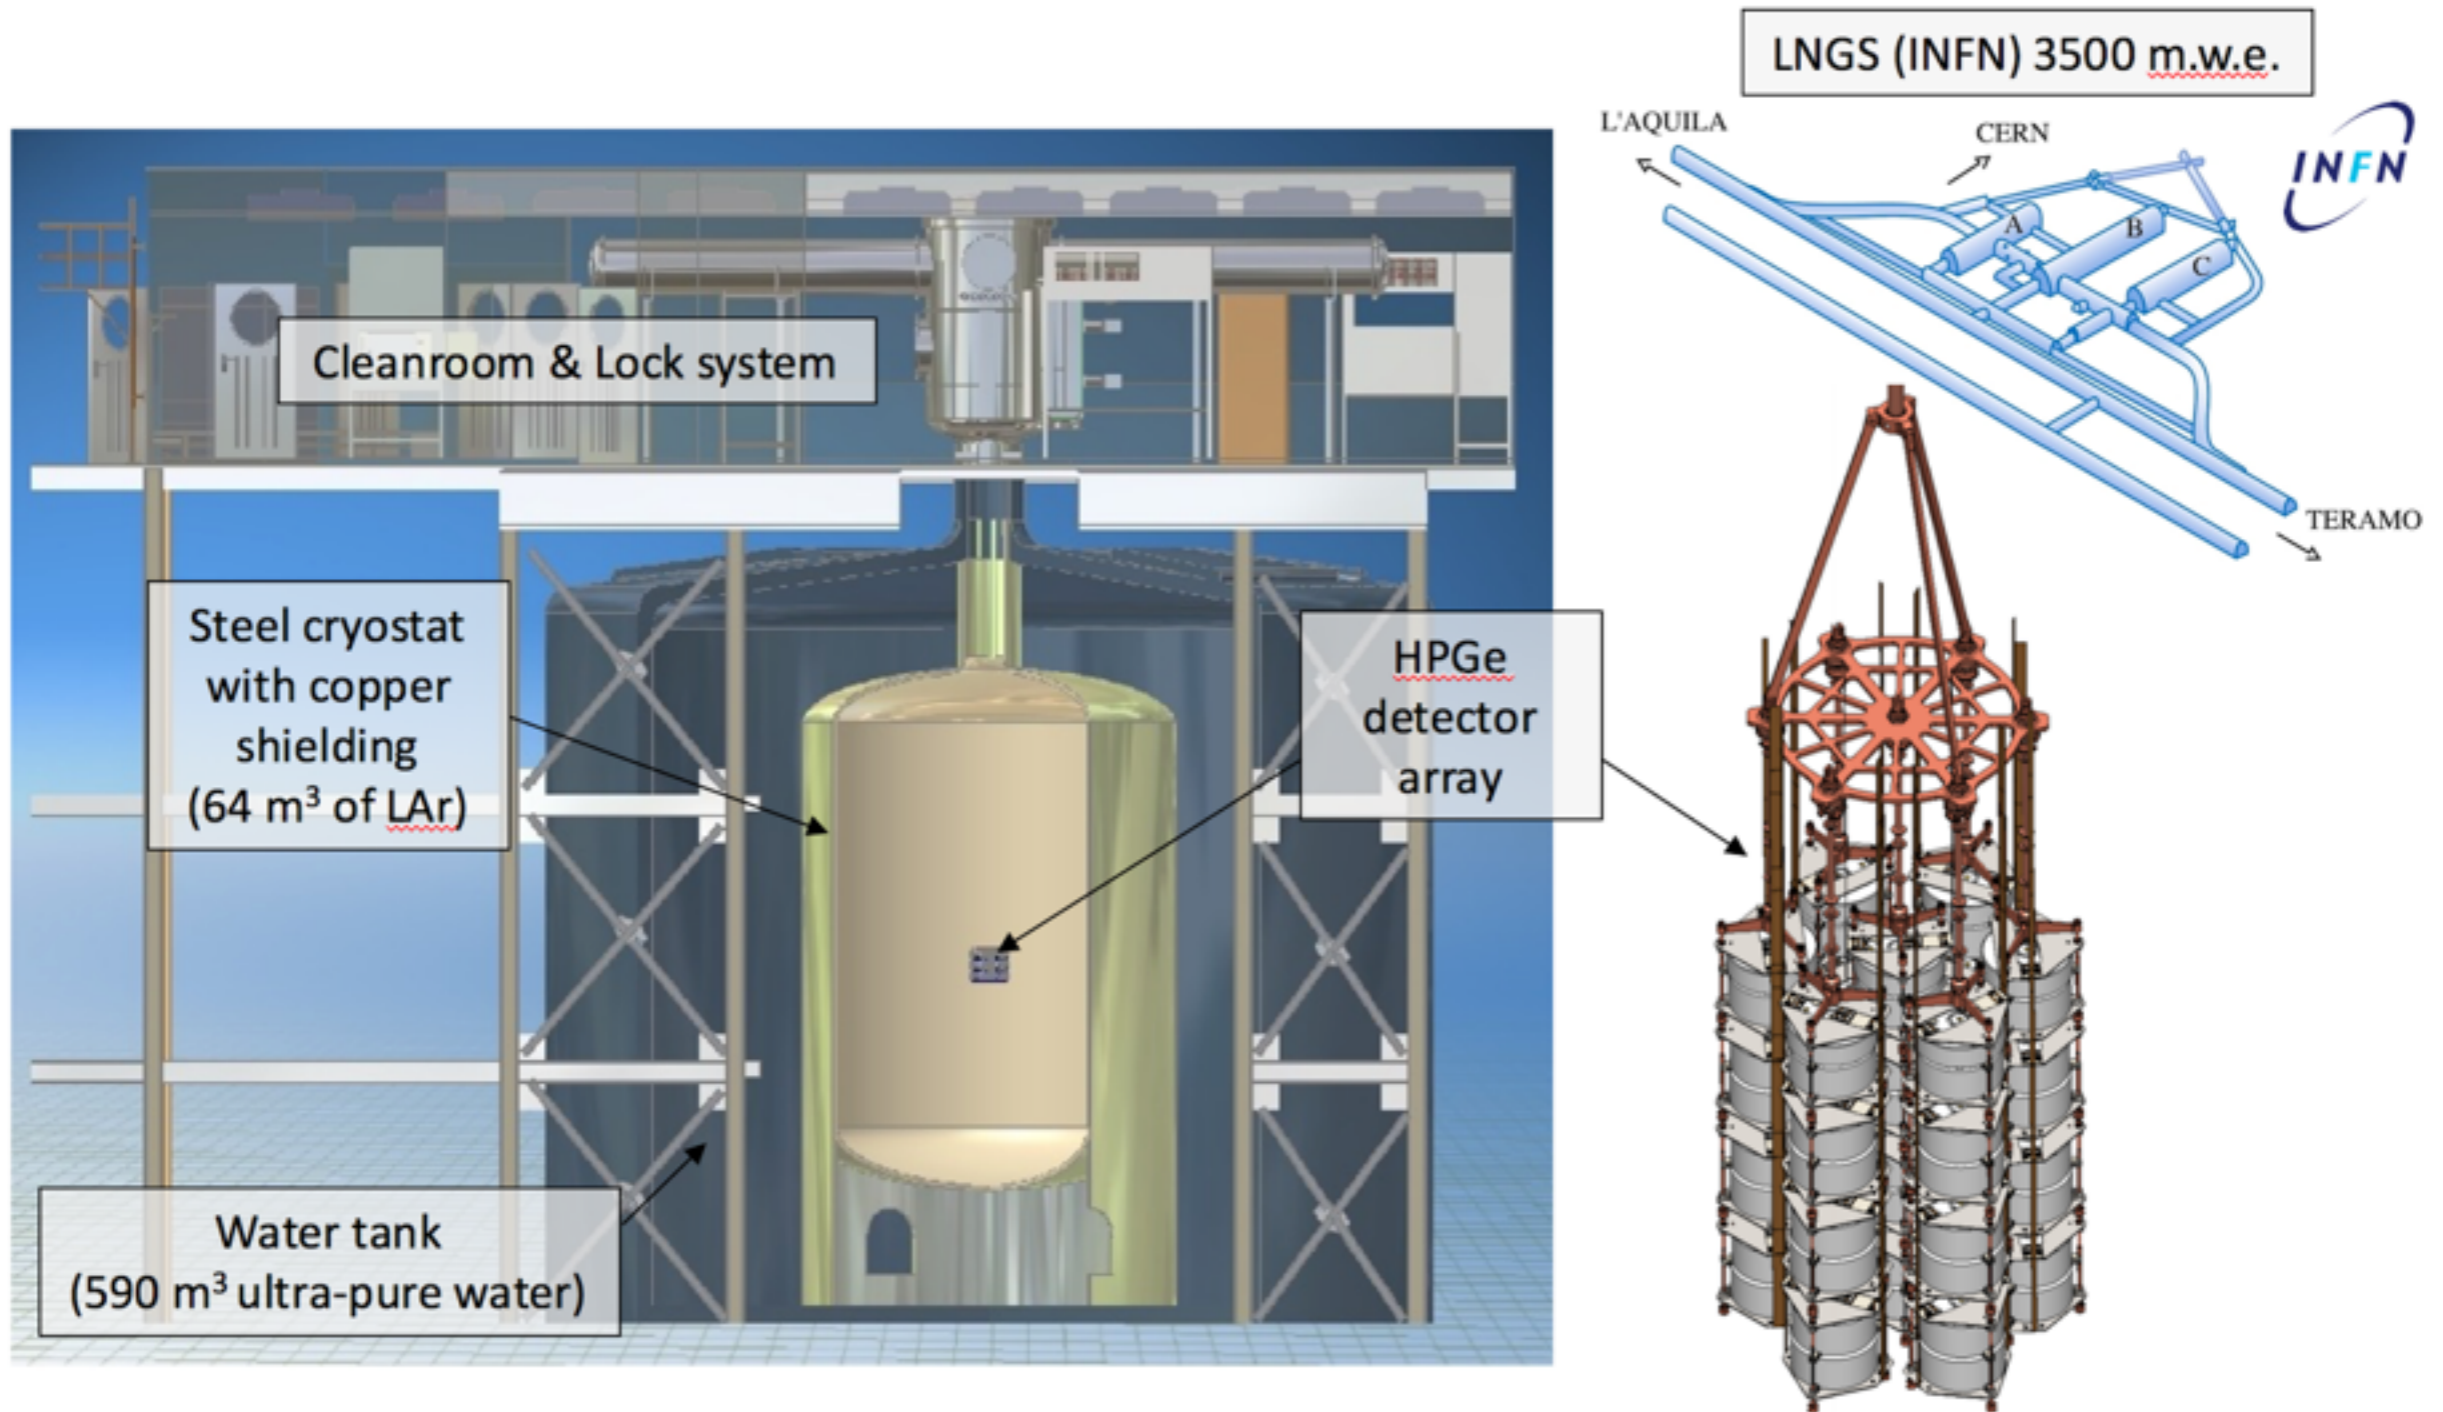 LNGS (INFN) 3500 m.w.e.
L'AQUILA
CERN
INFN
A
B
C
TERAMO
Cleanroom & Lock system
Steel cryostat
with copper
shielding
(64 m³ of LAr)
HPGe
detector
array
Water tank
(590 m³ ultra-pure water)